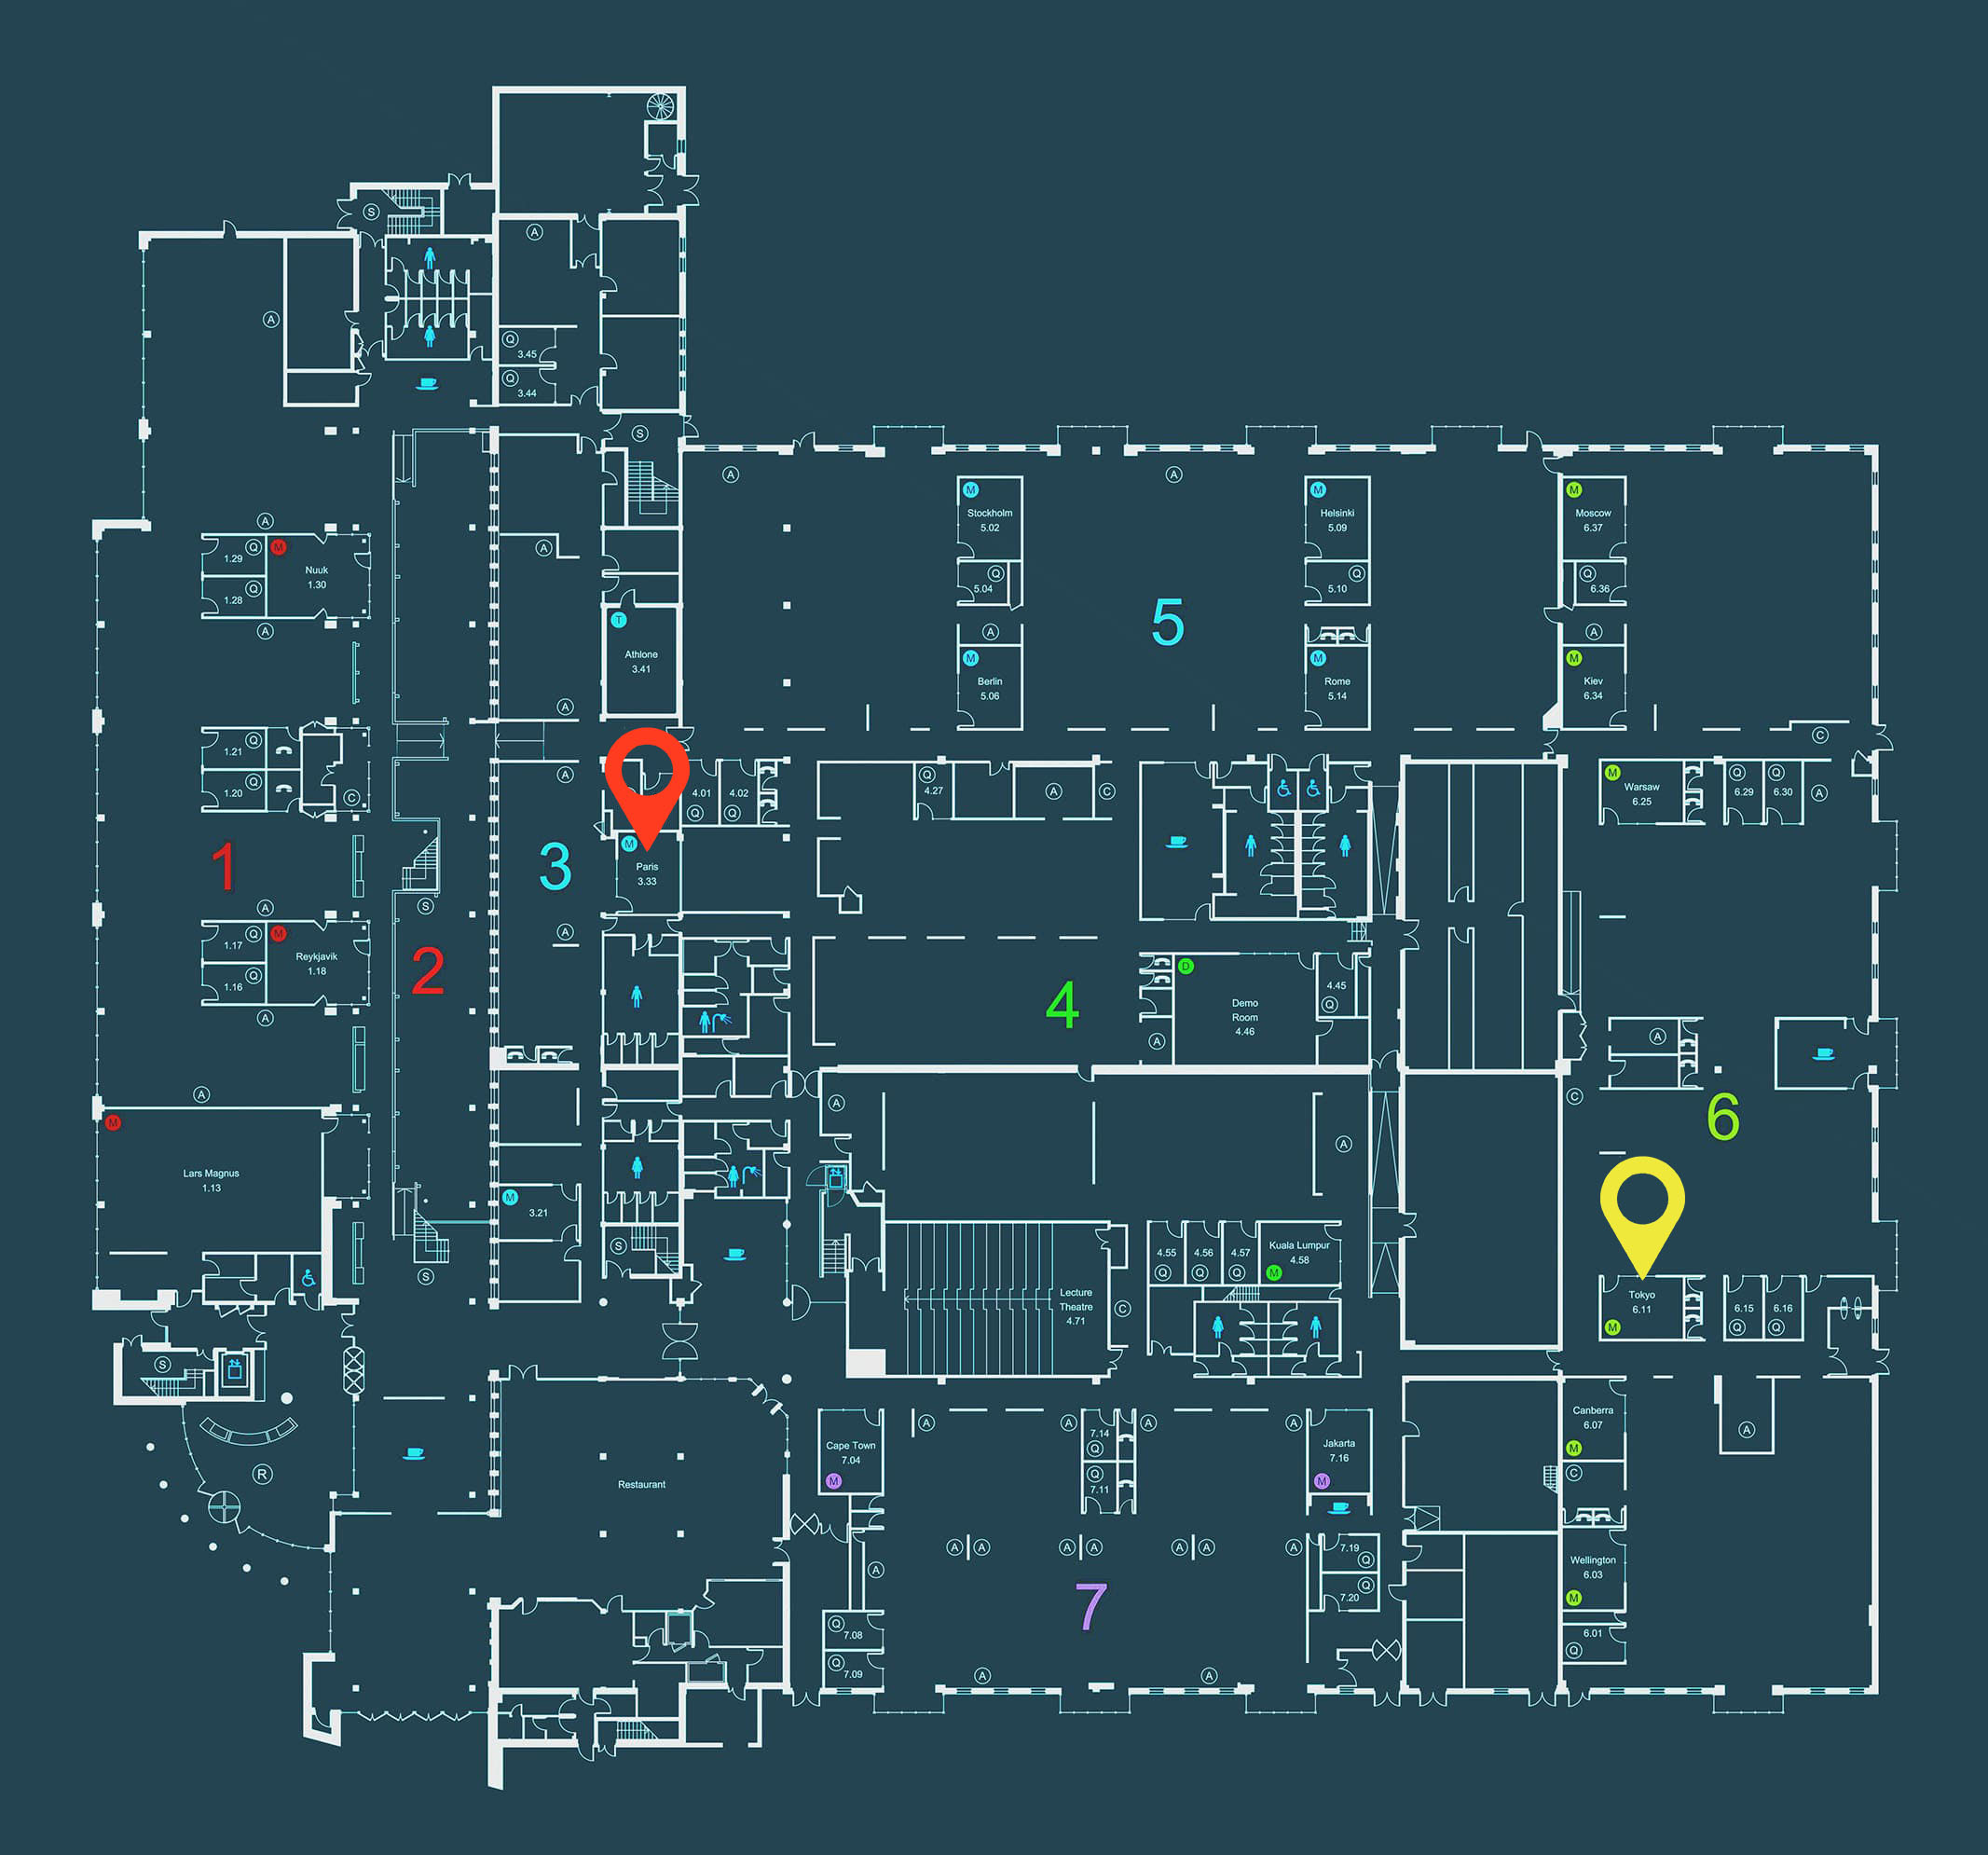 S
A
A
Q
3.45
Q
3.44
S
A
A
M
Stockholm
5.02
M
Helsinki
5.09
M
Moscow
6.37
A
1.29
Q
M
Nuuk
1.30
1.28
Q
A
A
Q
5.04
Q
5.10
Q
6.36
T
Athlone
3.41
5
A
M
Berlin
5.06
M
Rome
5.14
A
M
Kiev
6.34
A
1.21
Q
1.20
Q
C
A
4.01
Q
4.02
Q
Q
4.27
A
C
C
M
Warsaw
6.25
Q
6.29
Q
6.30
A
1
3
M
Paris
3.33
A
S
A
1.17
Q
M
Reykjavik
1.18
Q
1.16
A
2
4
D
Demo
Room
4.46
4.45
Q
A
A
C
6
A
M
Lars Magnus
1.13
A
A
M
3.21
S
S
4.55
Q
4.56
Q
4.57
Q
Kuala Lumpur
4.58
M
Lecture
Theatre
4.71
C
Tokyo
6.11
M
6.15
Q
6.16
Q
S
R
Restaurant
Cape Town
7.04
M
A
A
7.14
Q
Q
7.11
A
A
Jakarta
7.16
M
Canberra
6.07
M
C
A
A
A
A
A
A
A
A
A
7
7.19
Q
Q
7.20
Wellington
6.03
M
Q
7.08
Q
7.09
6.01
Q
A
A